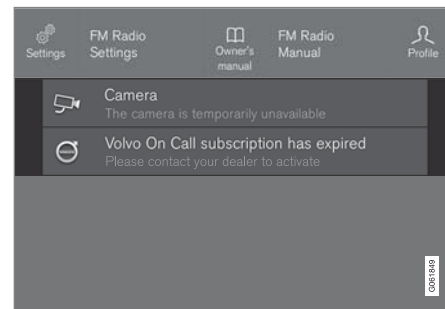 Settings
FM Radio
Settings
Owner's
manual
FM Radio
Manual
Profile
Camera
The camera is temporarily unavailable
Volvo On Call subscription has expired
Please contact your dealer to activate
G061849